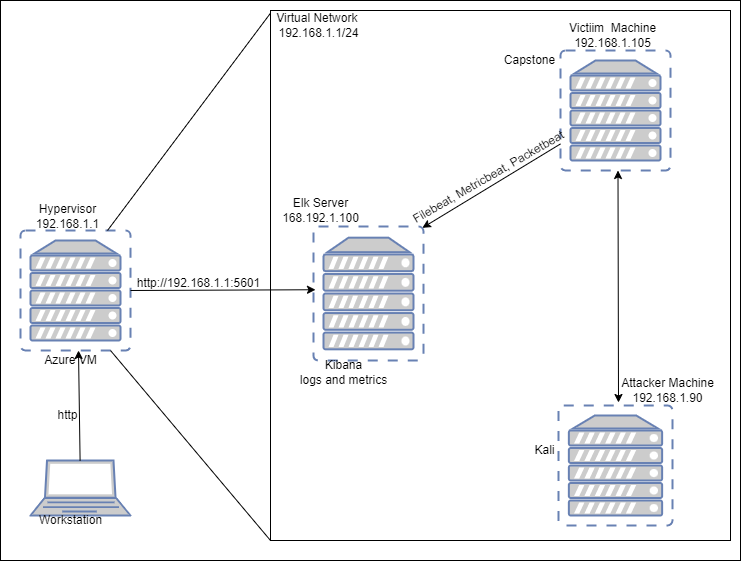 Virtual Network
192.168.1.1/24
Victiim Machine
192.168.1.105
Capstone
Filebeat, Metricbeat, Packetbeat
Elk Server
168.192.1.100
Hypervisor
192.168.1.1
http://192.168.1.1:5601
Azure VM
KIbana
logs and metrics
Attacker Machine
192.168.1.90
Kali
http
Workstation